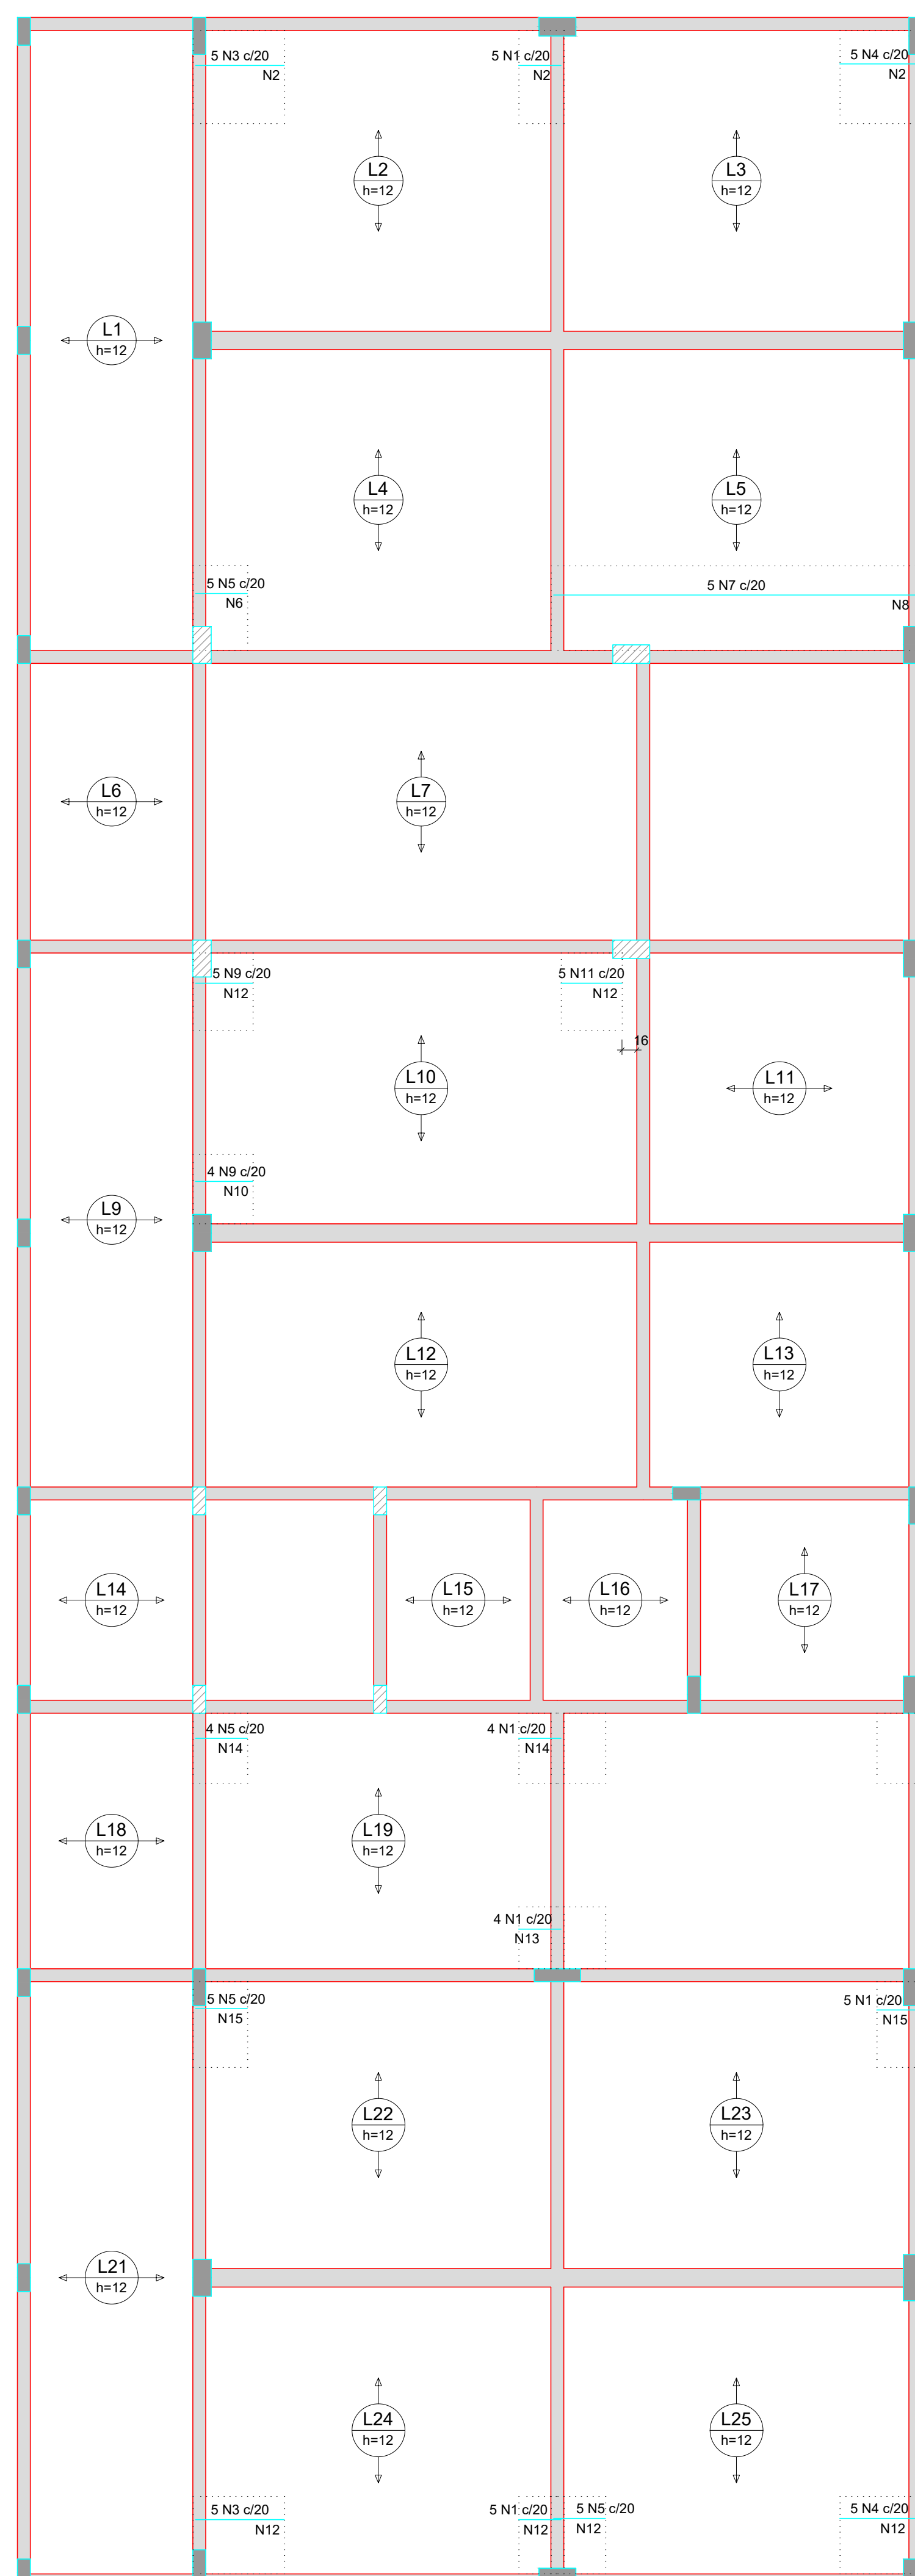 5 N3 c/20
N2
5 N1 c/20
N2
5 N4 c/20
N2
L2
h=12
L3
h=12
L1
h=12
L4
h=12
L5
h=12
5 N5 c/20
N6
5 N7 c/20
N8
L6
h=12
L7
h=12
5 N9 c/20
N12
5 N11 c/20
N12
16
L10
h=12
L11
h=12
4 N9 c/20
N10
L9
h=12
L12
h=12
L13
h=12
L14
h=12
L15
h=12
L16
h=12
L17
h=12
4 N5 c/20
N14
4 N1 c/20
N14
L18
h=12
L19
h=12
4 N1 c/20
N13
5 N5 c/20
N15
5 N1 c/20
N15
L22
h=12
L23
h=12
L21
h=12
L24
h=12
L25
h=12
5 N3 c/20
N12
5 N1 c/20
N12
5 N5 c/20
N12
5 N4 c/20
N12